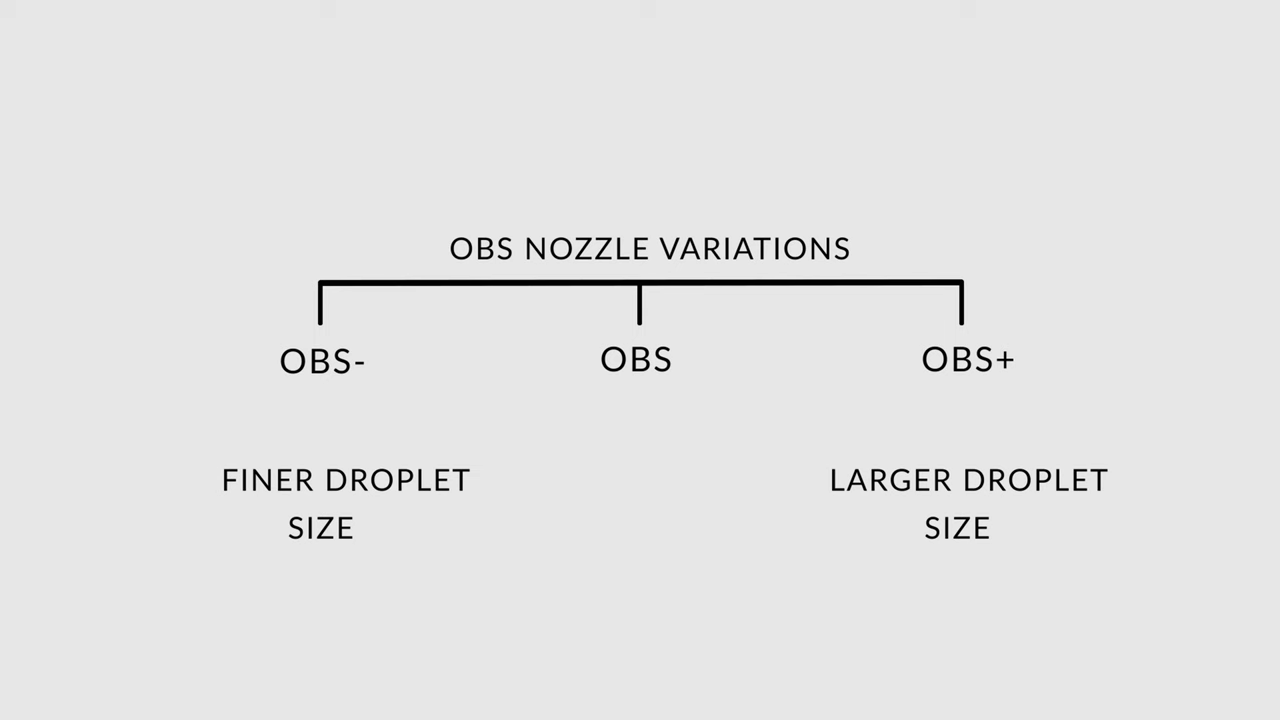 OBS NOZZLE VARIATIONS
OBS-
OBS
OBS+
FINER DROPLET
SIZE
LARGER DROPLET
SIZE